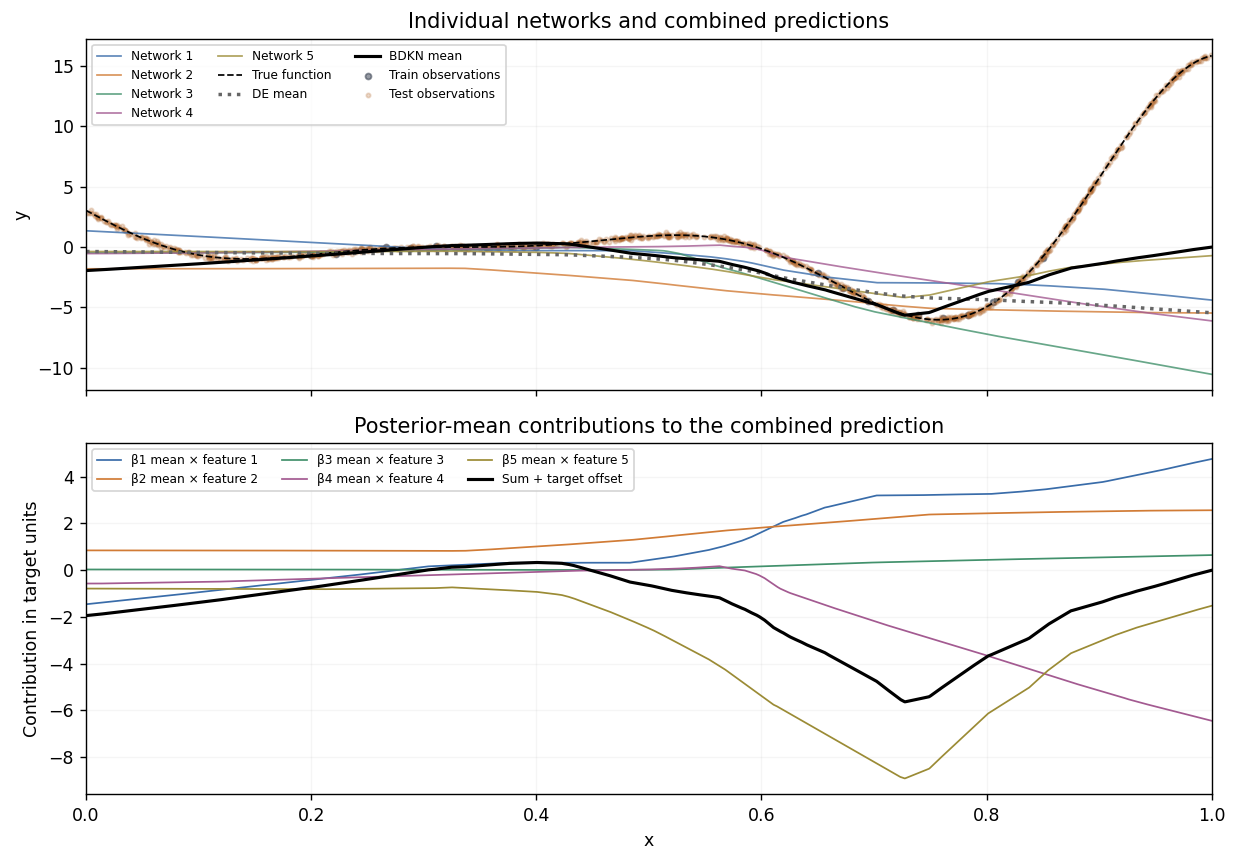 Individual networks and combined predictions
Network 1
Network 2
Network 3
Network 4
Network 5
True function
DE mean
BDKN mean
Train observations
Test observations
15
10
5
0
−5
−10
y
Posterior-mean contributions to the combined prediction
β1 mean × feature 1
β2 mean × feature 2
β3 mean × feature 3
β4 mean × feature 4
β5 mean × feature 5
Sum + target offset
4
2
0
−2
−4
−6
−8
Contribution in target units
0.0
0.2
0.4
0.6
0.8
1.0
x